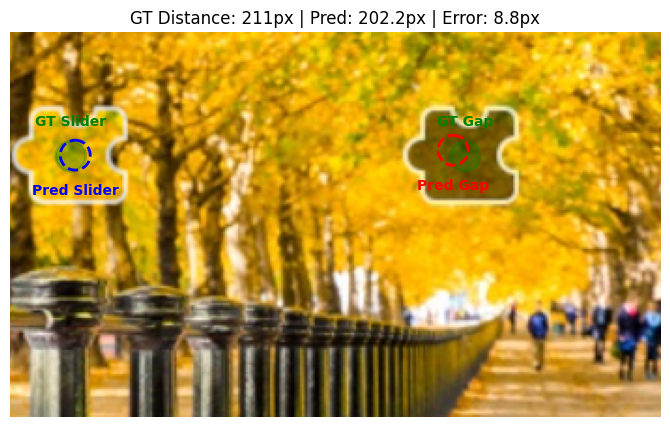 GT Distance: 211px | Pred: 202.2px | Error: 8.8px
GT Slider
GT Gap
Pred Slider
Pred Gap